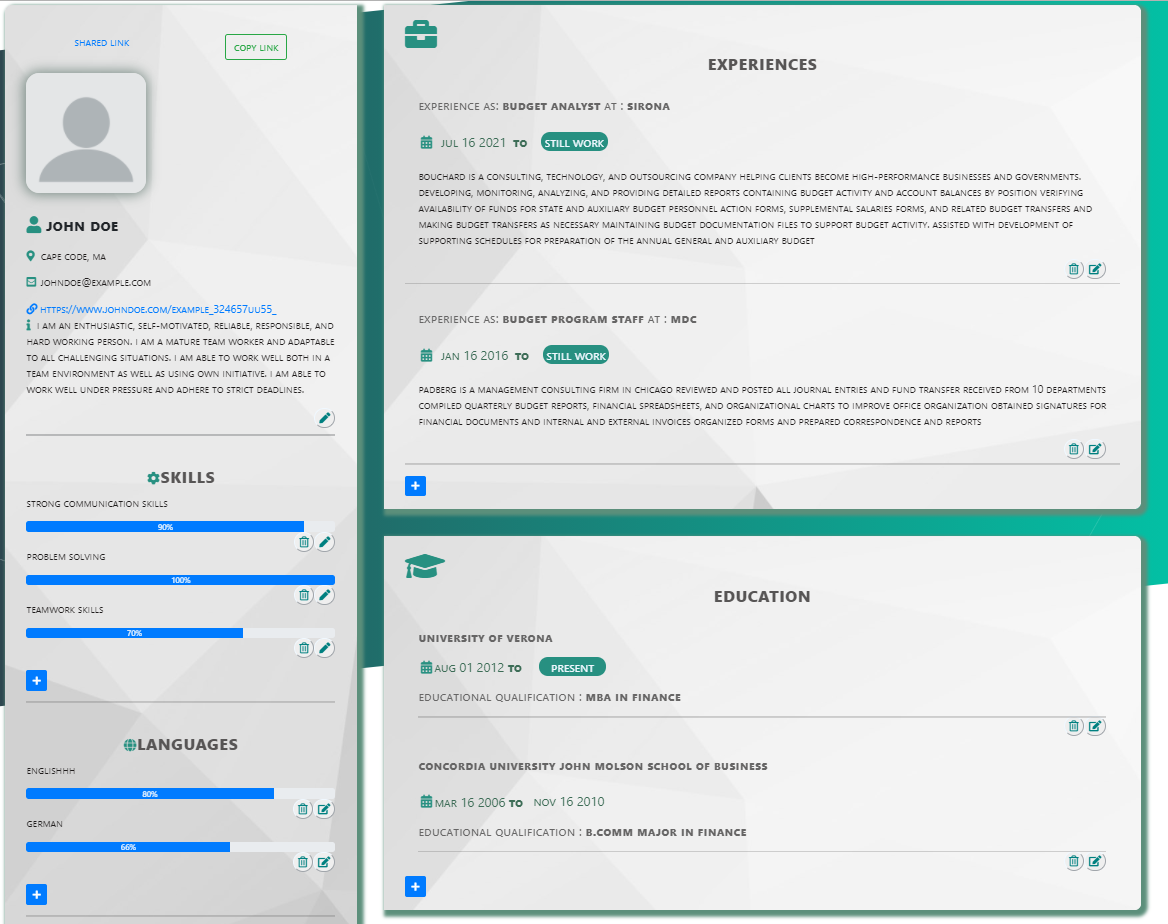 SHARED LINK
COPY LINK
JOHN DOE
CAPE CODE, MA
JOHNDOE@EXAMPLE.COM
HTTPS://WWW.JOHNDOE.COM/EXAMPLE_324657UU55_
I AM AN ENTHUSIASTIC, SELF-MOTIVATED, RELIABLE, RESPONSIBLE, AND
HARD WORKING PERSON. I AM A MATURE TEAM WORKER AND ADAPTABLE
TO ALL CHALLENGING SITUATIONS. I AM ABLE TO WORK WELL BOTH IN A
TEAM ENVIRONMENT AS WELL AS USING OWN INITIATIVE. I AM ABLE TO
WORK WELL UNDER PRESSURE AND ADHERE TO STRICT DEADLINES.
SKILLS
STRONG COMMUNICATION SKILLS
90%
PROBLEM SOLVING
100%
TEAMWORK SKILLS
70%
LANGUAGES
ENGLISHHH
80%
GERMAN
66%
EXPERIENCES
EXPERIENCE AS: BUDGET ANALYST AT : SIRONA
JUL 16 2021 TO STILL WORK
BOUCHARD IS A CONSULTING, TECHNOLOGY, AND OUTSOURCING COMPANY HELPING CLIENTS BECOME HIGH-PERFORMANCE BUSINESSES AND GOVERNMENTS.
DEVELOPING, MONITORING, ANALYZING, AND PROVIDING DETAILED REPORTS CONTAINING BUDGET ACTIVITY AND ACCOUNT BALANCES BY POSITION VERIFYING
AVAILABILITY OF FUNDS FOR STATE AND AUXILIARY BUDGET PERSONNEL ACTION FORMS, SUPPLEMENTAL SALARIES FORMS, AND RELATED BUDGET TRANSFERS AND
MAKING BUDGET TRANSFERS AS NECESSARY MAINTAINING BUDGET DOCUMENTATION FILES TO SUPPORT BUDGET ACTIVITY. ASSISTED WITH DEVELOPMENT OF
SUPPORTING SCHEDULES FOR PREPARATION OF THE ANNUAL GENERAL AND AUXILIARY BUDGET
EXPERIENCE AS: BUDGET PROGRAM STAFF AT : MDC
JAN 16 2016 TO STILL WORK
PADBERG IS A MANAGEMENT CONSULTING FIRM IN CHICAGO REVIEWED AND POSTED ALL JOURNAL ENTRIES AND FUND TRANSFER RECEIVED FROM 10 DEPARTMENTS
COMPILED QUARTERLY BUDGET REPORTS, FINANCIAL SPREADSHEETS, AND ORGANIZATIONAL CHARTS TO IMPROVE OFFICE ORGANIZATION OBTAINED SIGNATURES FOR
FINANCIAL DOCUMENTS AND INTERNAL AND EXTERNAL INVOICES ORGANIZED FORMS AND PREPARED CORRESPONDENCE AND REPORTS
EDUCATION
UNIVERSITY OF VERONA
AUG 01 2012 TO PRESENT
EDUCATIONAL QUALIFICATION : MBA IN FINANCE
CONCORDIA UNIVERSITY JOHN MOLSON SCHOOL OF BUSINESS
MAR 16 2006 TO NOV 16 2010
EDUCATIONAL QUALIFICATION : B.COMM MAJOR IN FINANCE